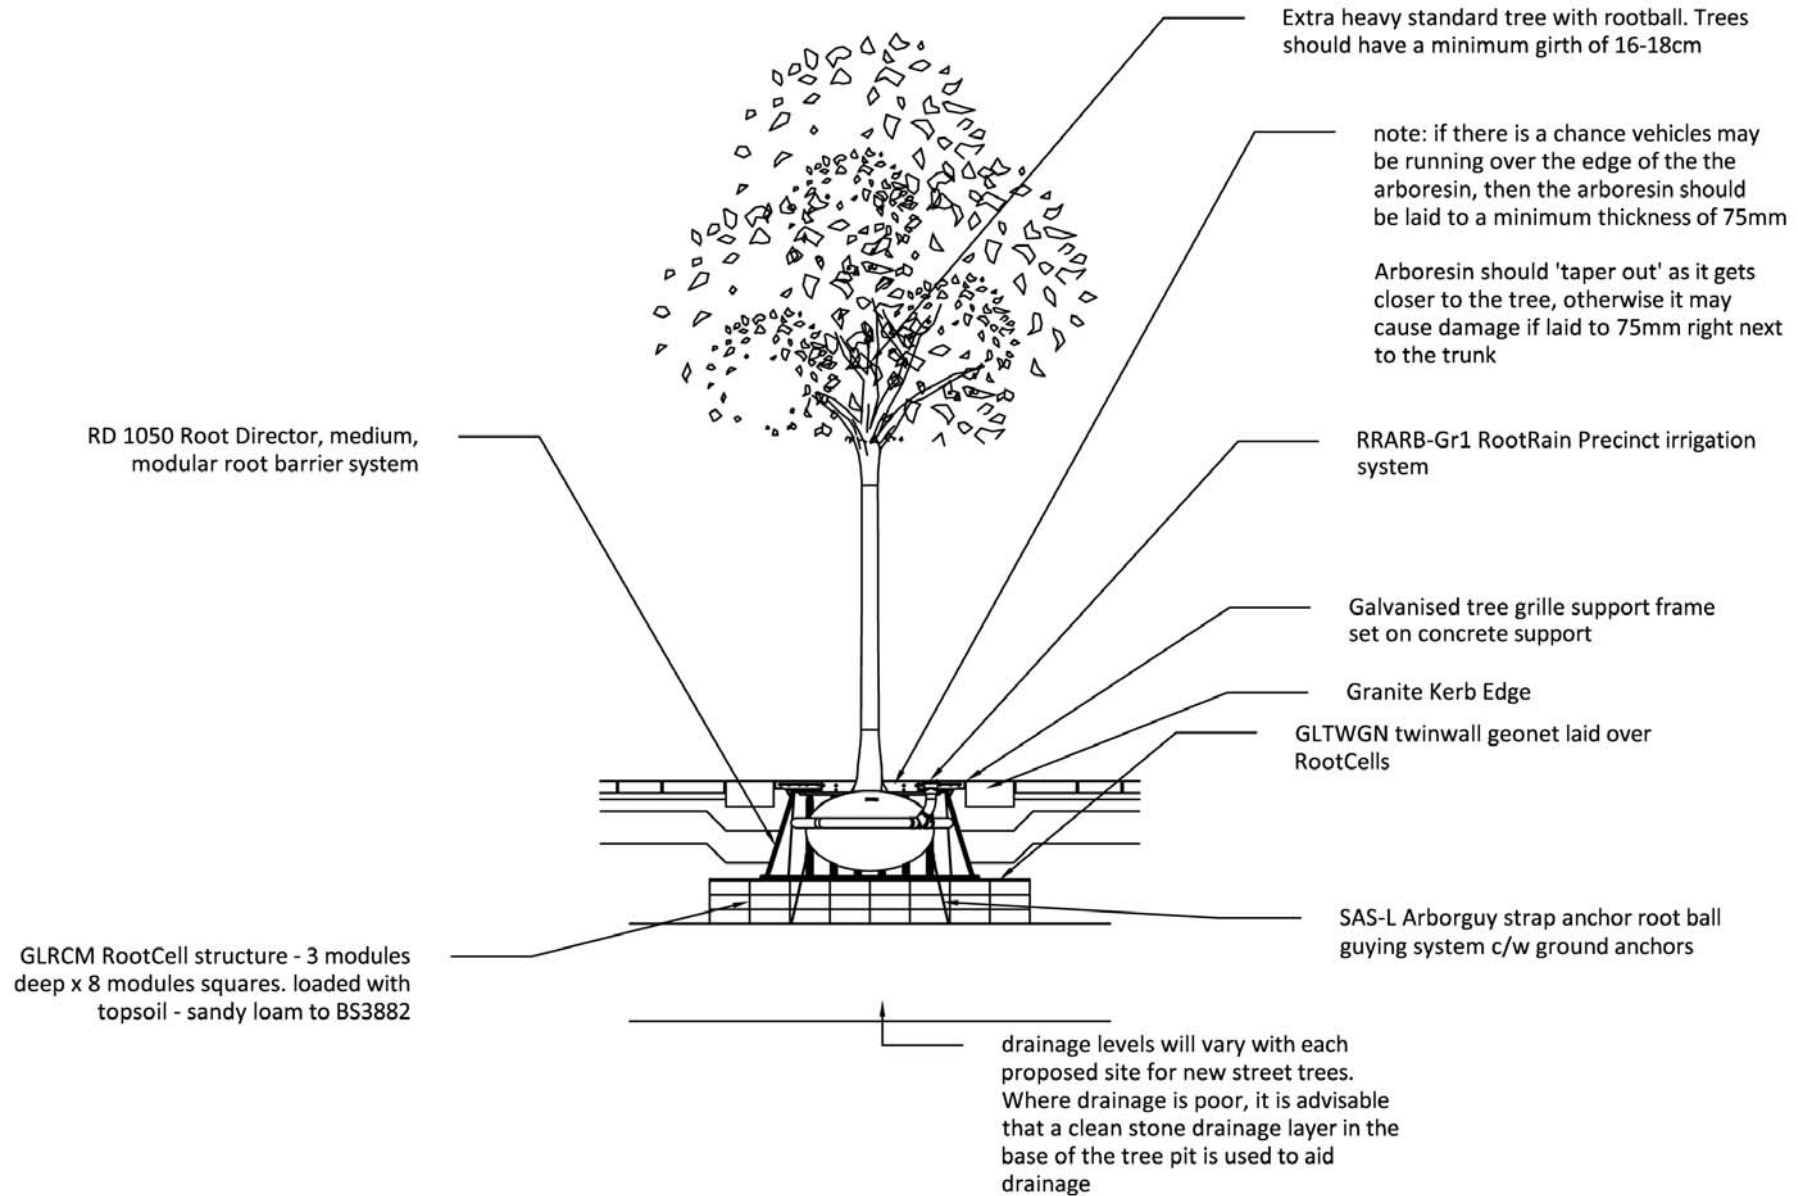 Extra heavy standard tree with rootball. Trees
should have a minimum girth of 16-18cm
note: if there is a chance vehicles may
be running over the edge of the the
arboresin, then the arboresin should
be laid to a minimum thickness of 75mm
Arboresin should 'taper out' as it gets
closer to the tree, otherwise it may
cause damage if laid to 75mm right next
to the trunk
RD 1050 Root Director, medium,
modular root barrier system
RRARB-Gr1 RootRain Precinct irrigation
system
Galvanised tree grille support frame
set on concrete support
Granite Kerb Edge
GLTWGN twinwall geonet laid over
RootCells
SAS-L Arborguy strap anchor root ball
guying system c/w ground anchors
GLRCM RootCell structure - 3 modules
deep x 8 modules squares. loaded with
topsoil - sandy loam to BS3882
drainage levels will vary with each
proposed site for new street trees.
Where drainage is poor, it is advisable
that a clean stone drainage layer in the
base of the tree pit is used to aid
drainage